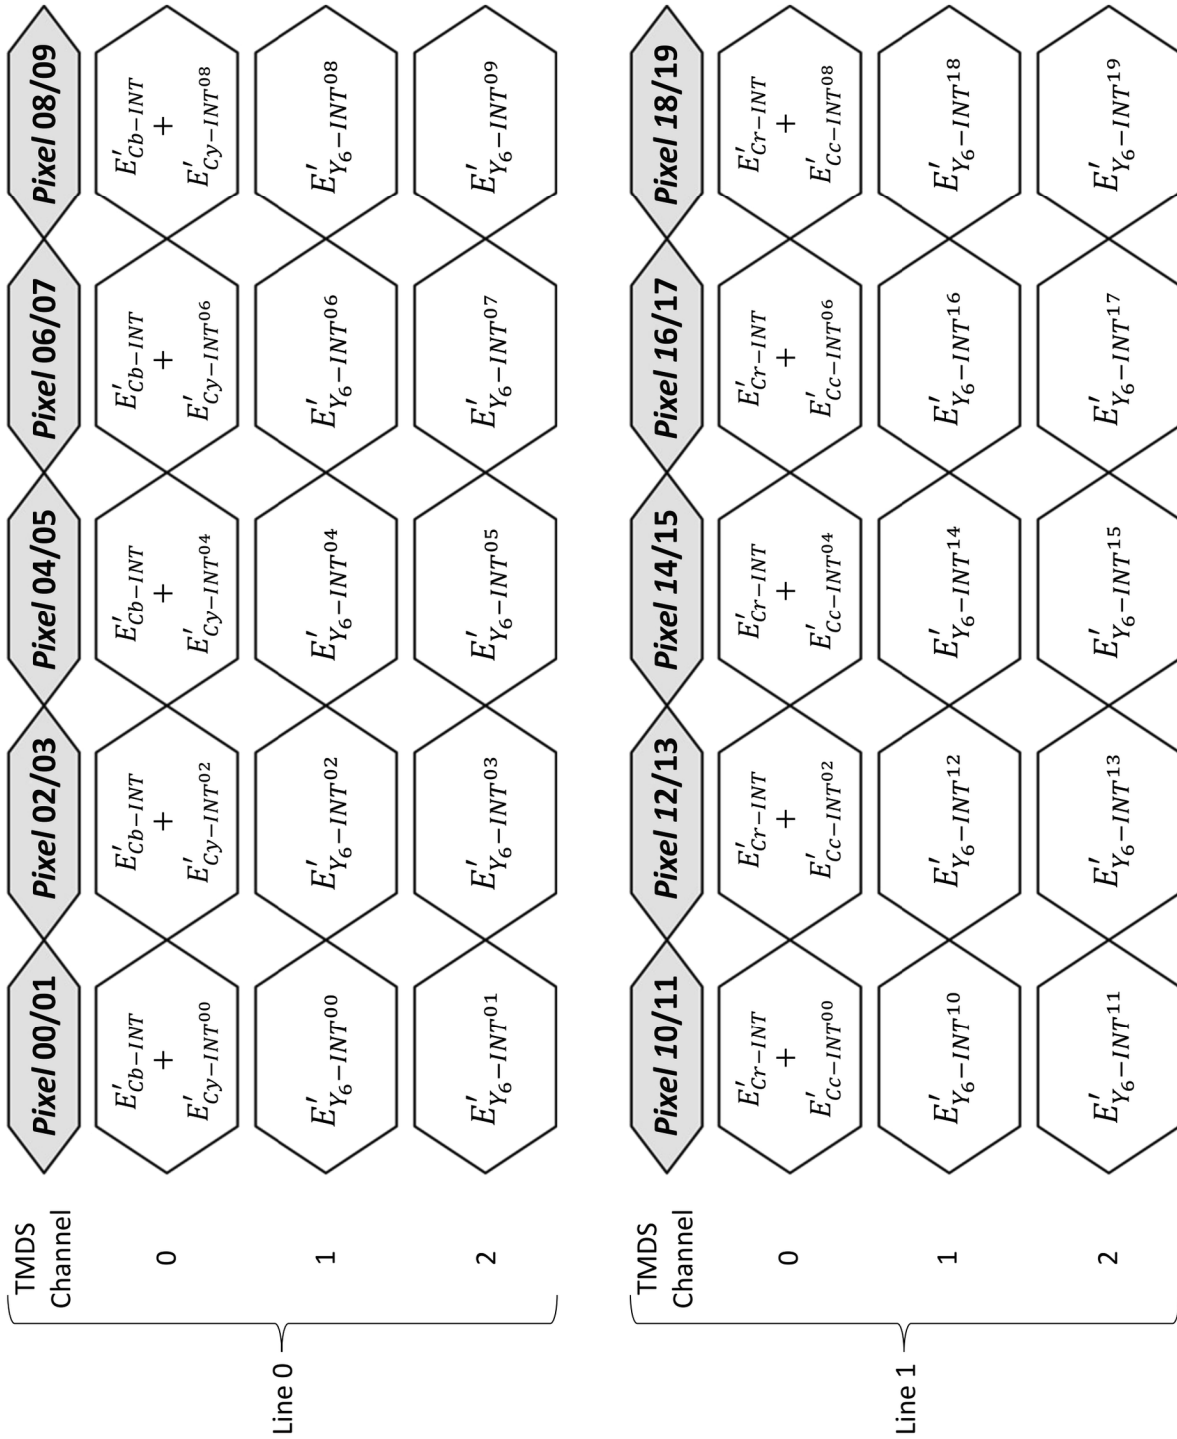 Line 0
TMDS
Channel
Pixel 00/01
Pixel 02/03
Pixel 04/05
Pixel 06/07
Pixel 08/09
0
E'Cb−INT
+
E'Cy−INT⁰⁰
E'Cb−INT
+
E'Cy−INT⁰²
E'Cb−INT
+
E'Cy−INT⁰⁴
E'Cb−INT
+
E'Cy−INT⁰⁶
E'Cb−INT
+
E'Cy−INT⁰⁸
1
E'Y₆−INT⁰⁰
E'Y₆−INT⁰²
E'Y₆−INT⁰⁴
E'Y₆−INT⁰⁶
E'Y₆−INT⁰⁸
2
E'Y₆−INT⁰¹
E'Y₆−INT⁰³
E'Y₆−INT⁰⁵
E'Y₆−INT⁰⁷
E'Y₆−INT⁰⁹
Line 1
TMDS
Channel
Pixel 10/11
Pixel 12/13
Pixel 14/15
Pixel 16/17
Pixel 18/19
0
E'Cr−INT
+
E'Cc−INT⁰⁰
E'Cr−INT
+
E'Cc−INT⁰²
E'Cr−INT
+
E'Cc−INT⁰⁴
E'Cr−INT
+
E'Cc−INT⁰⁶
E'Cr−INT
+
E'Cc−INT⁰⁸
1
E'Y₆−INT¹⁰
E'Y₆−INT¹²
E'Y₆−INT¹⁴
E'Y₆−INT¹⁶
E'Y₆−INT¹⁸
2
E'Y₆−INT¹¹
E'Y₆−INT¹³
E'Y₆−INT¹⁵
E'Y₆−INT¹⁷
E'Y₆−INT¹⁹